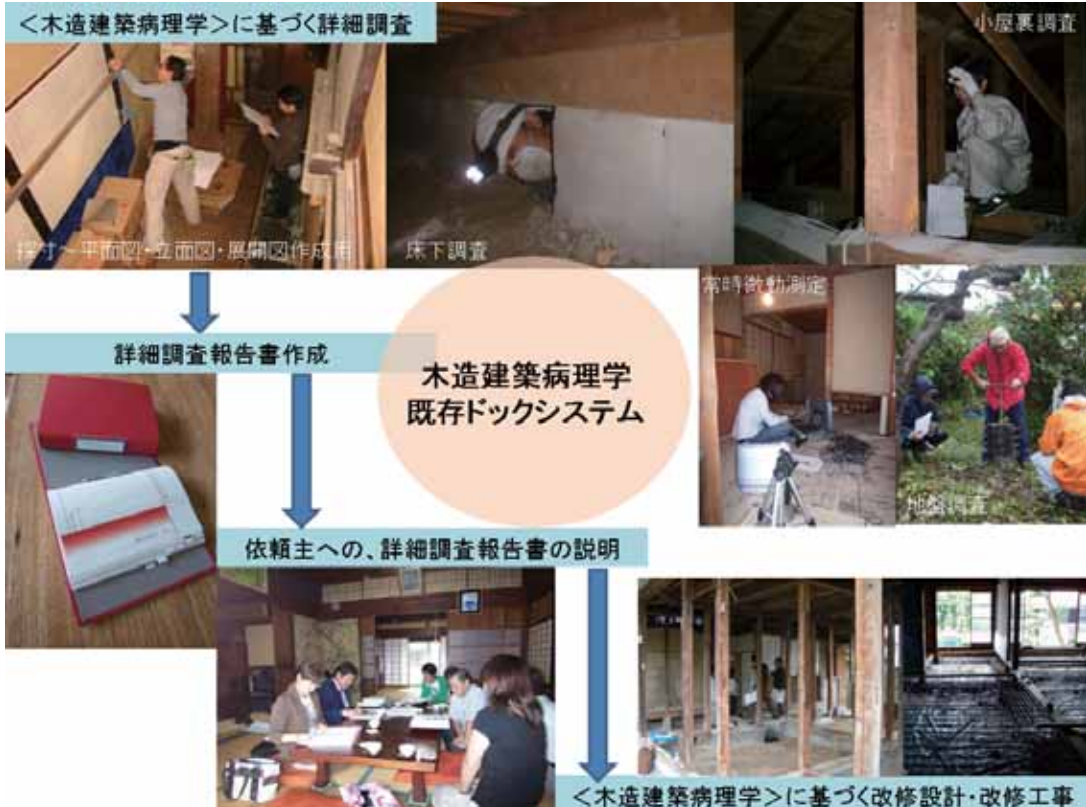 <木造建築病理学>に基づく詳細調査
小屋裏調査
採寸～平面図・立面図・展開図作成用
床下調査
常時微動測定
地盤調査
詳細調査報告書作成
木造建築病理学
既存ドックシステム
依頼主への、詳細調査報告書の説明
<木造建築病理学>に基づく改修設計・改修工事